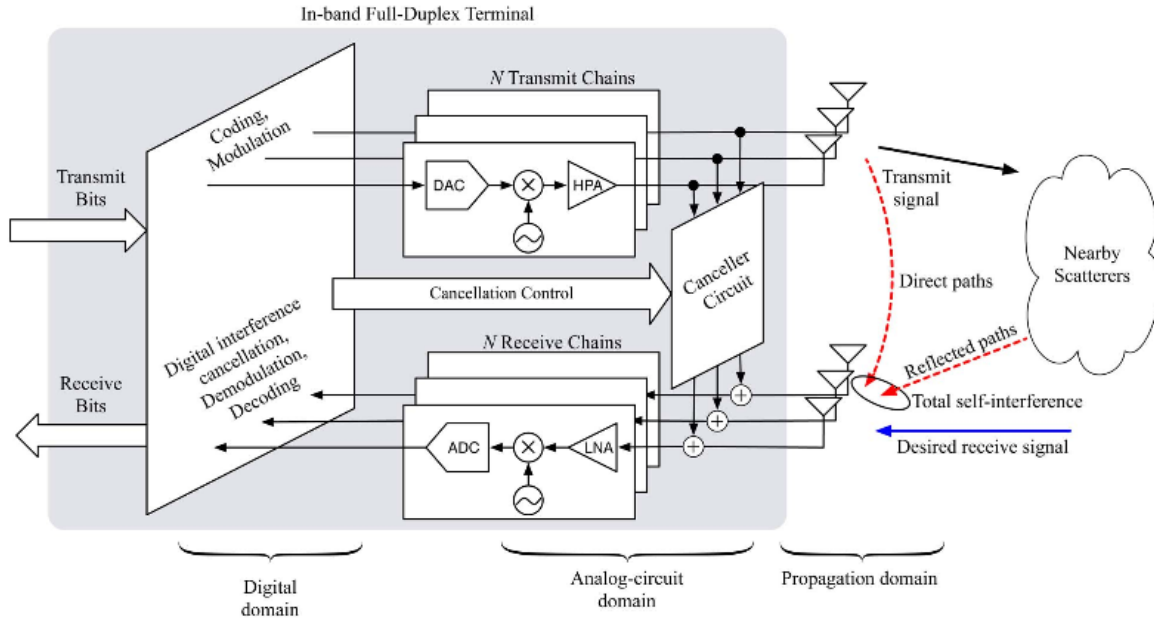 In-band Full-Duplex Terminal
N Transmit Chains
Coding,
Modulation
Transmit
Bits
DAC
HPA
Transmit
signal
Nearby
Scatterers
Canceller
Circuit
Cancellation Control
Direct paths
Digital interference
cancellation,
Demodulation,
Decoding
N Receive Chains
Receive
Bits
ADC
LNA
Reflected paths
Total self-interference
Desired receive signal
Digital
domain
Analog-circuit
domain
Propagation domain